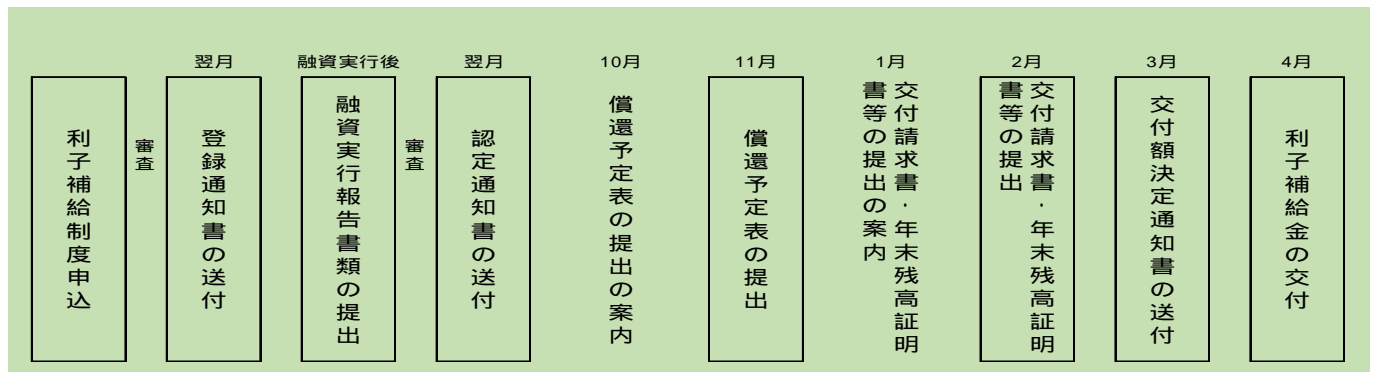 利子補給制度申込
審査
翌月
登録通知書の送付
融資実行後
融資実行報告書類の提出
審査
翌月
認定通知書の送付
10月
償還予定表の提出の案内
11月
償還予定表の提出
1月
交付請求書・年末残高証明
書等の提出の案内
2月
交付請求書・年末残高証明
書等の提出
3月
交付額決定通知書の送付
4月
利子補給金の交付